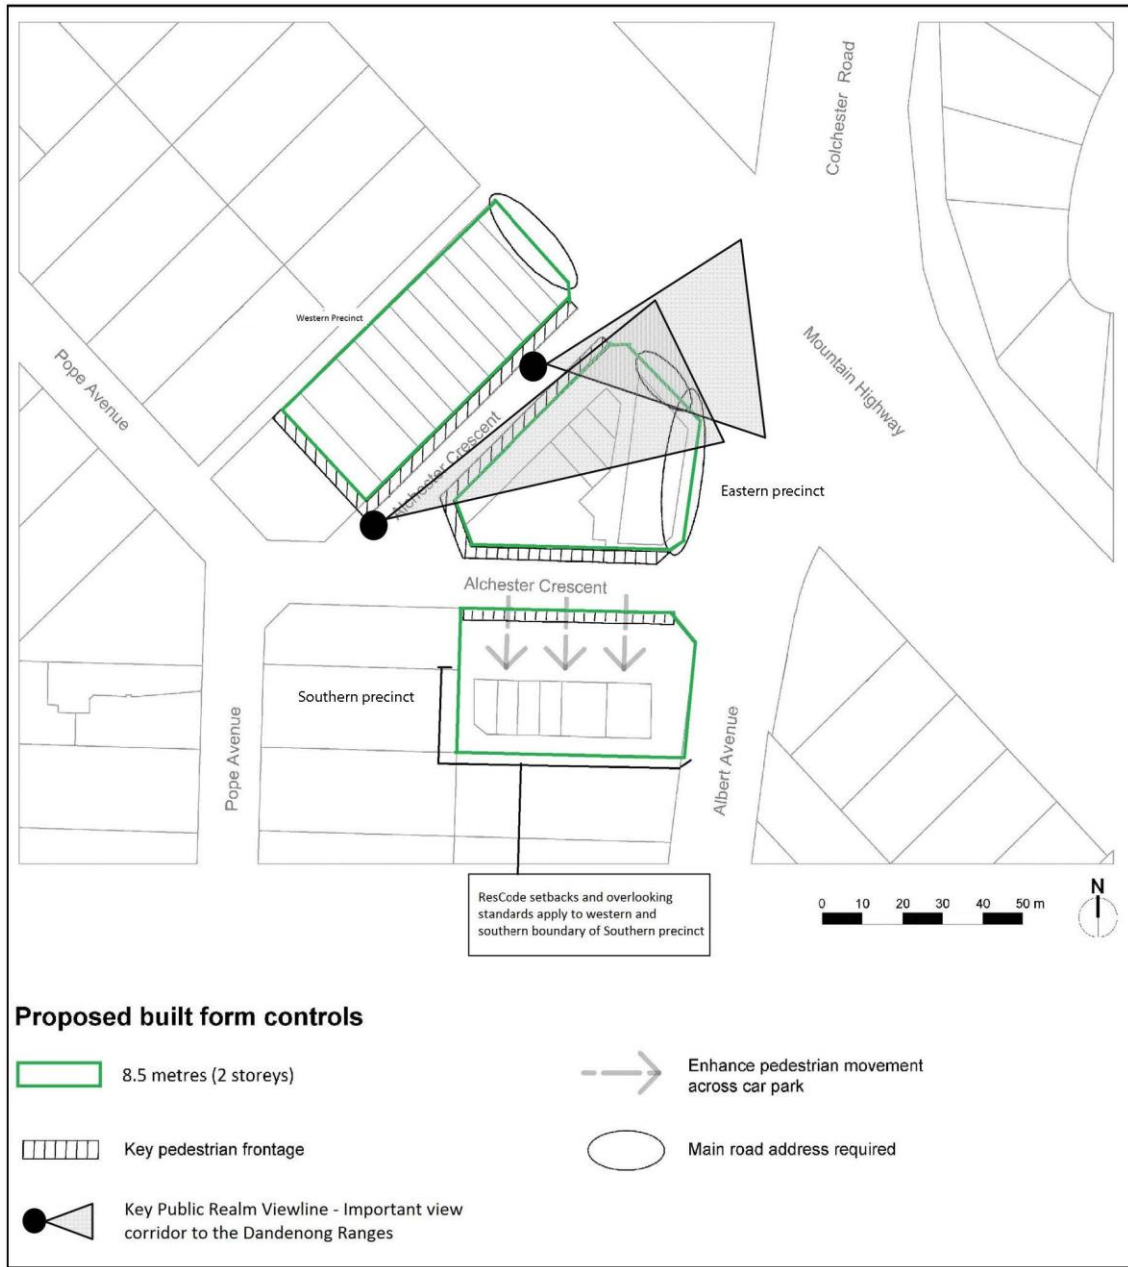 Colchester Road
Western Precinct
Pope Avenue
Mountain Highway
Alchester Crescent
Eastern precinct
Alchester Crescent
Southern precinct
Pope Avenue
Albert Avenue
ResCode setbacks and overlooking
standards apply to western and
southern boundary of Southern precinct
N
0 10 20 30 40 50 m
Proposed built form controls
8.5 metres (2 storeys)
Enhance pedestrian movement
across car park
Key pedestrian frontage
Main road address required
Key Public Realm Viewline - Important view
corridor to the Dandenong Ranges